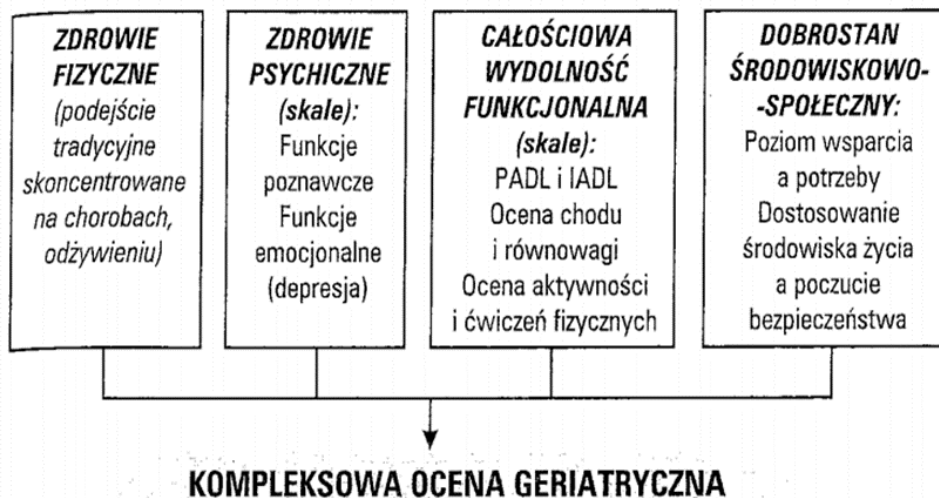 ZDROWIE
FIZYCZNE
(podejście
tradycyjne
skoncentrowane
na chorobach,
odżywieniu)
ZDROWIE
PSYCHICZNE
(skale):
Funkcje
poznawcze
Funkcje
emocjonalne
(depresja)
CAŁOŚCIOWA
WYDOLNOŚĆ
FUNKCJONALNA
(skale):
PADL i IADL
Ocena chodu
i równowagi
Ocena aktywności
i ćwiczeń fizycznych
DOBROSTAN
ŚRODOWISKOWO-
-SPOŁECZNY:
Poziom wsparcia
a potrzeby
Dostosowanie
środowiska życia
a poczucie
bezpieczeństwa
KOMPLEKSOWA OCENA GERIATRYCZNA